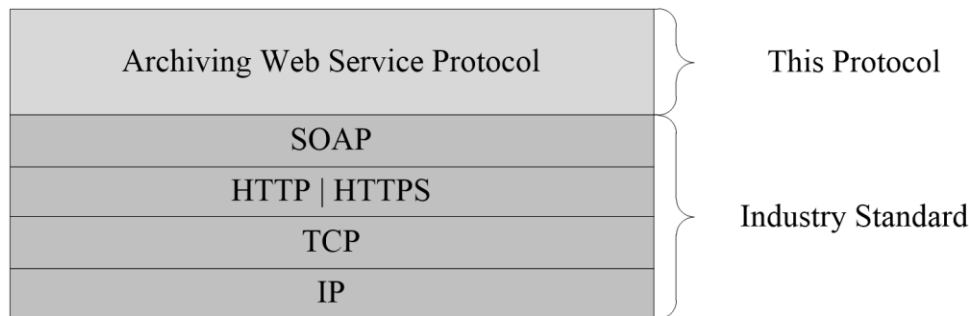 Archiving Web Service Protocol
This Protocol
SOAP
HTTP | HTTPS
TCP
IP
Industry Standard